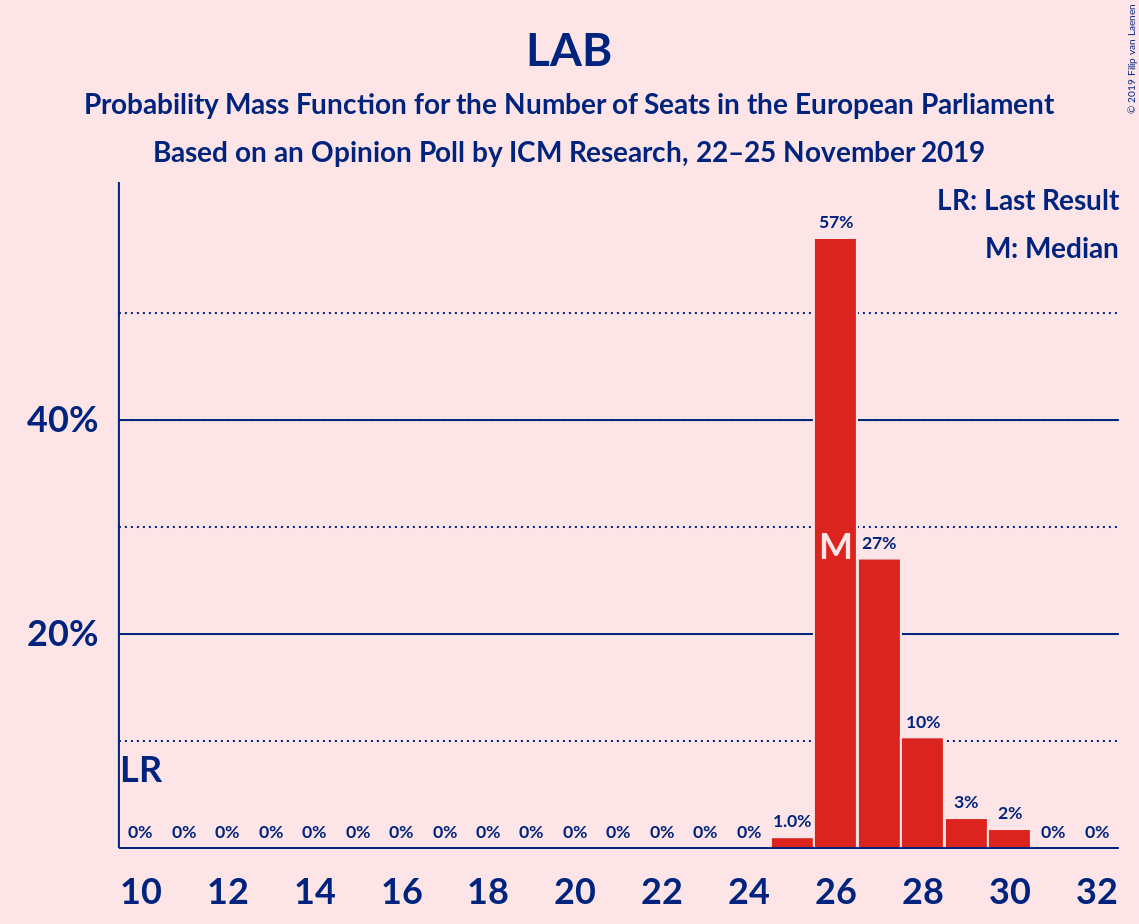 LAB
Probability Mass Function for the Number of Seats in the European Parliament
Based on an Opinion Poll by ICM Research, 22–25 November 2019
© 2019 Filip van Laenen
LR: Last Result
M: Median
57%
40%
M
27%
20%
10%
LR
3%
2%
1.0%
0% 0% 0% 0% 0% 0% 0% 0% 0% 0% 0% 0% 0% 0% 0% 0% 0%
10 12 14 16 18 20 22 24 26 28 30 32